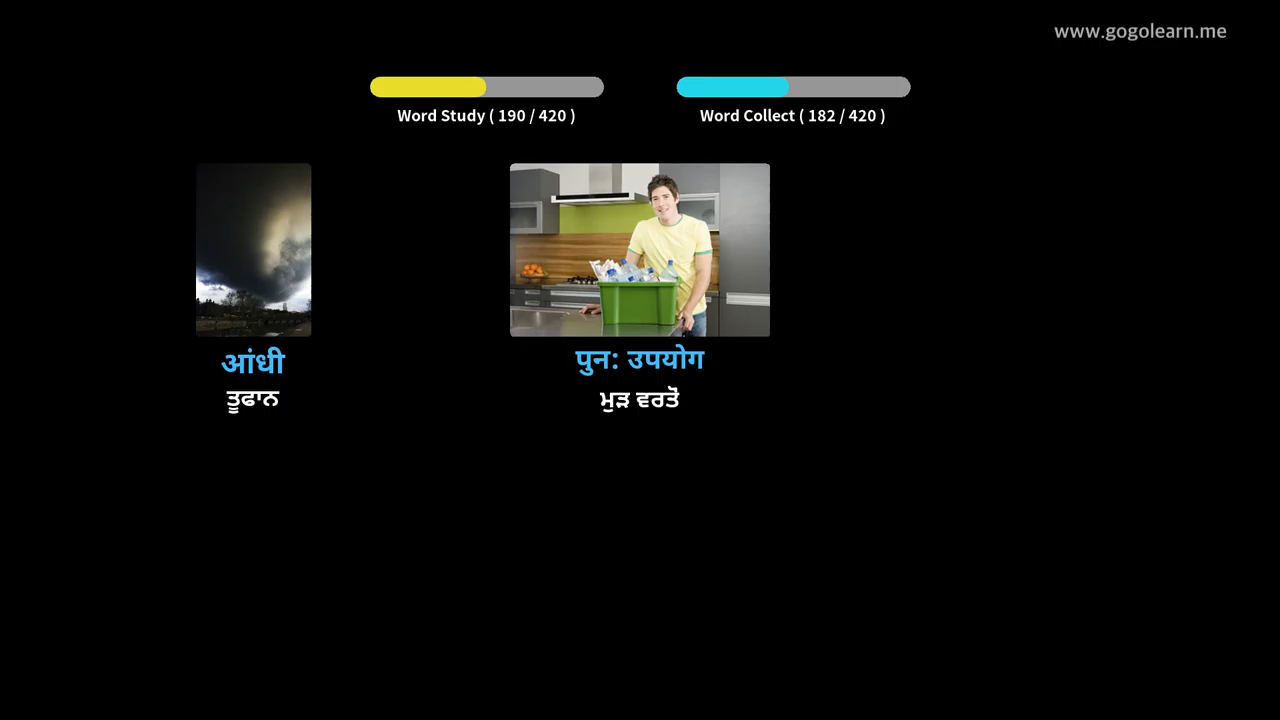 www.gogolearn.me
Word Study ( 190 / 420 )
Word Collect ( 182 / 420 )
आंधी
ਤੂਫਾਨ
पुन: उपयोग
ਮੁੜ ਵਰਤੋਂ